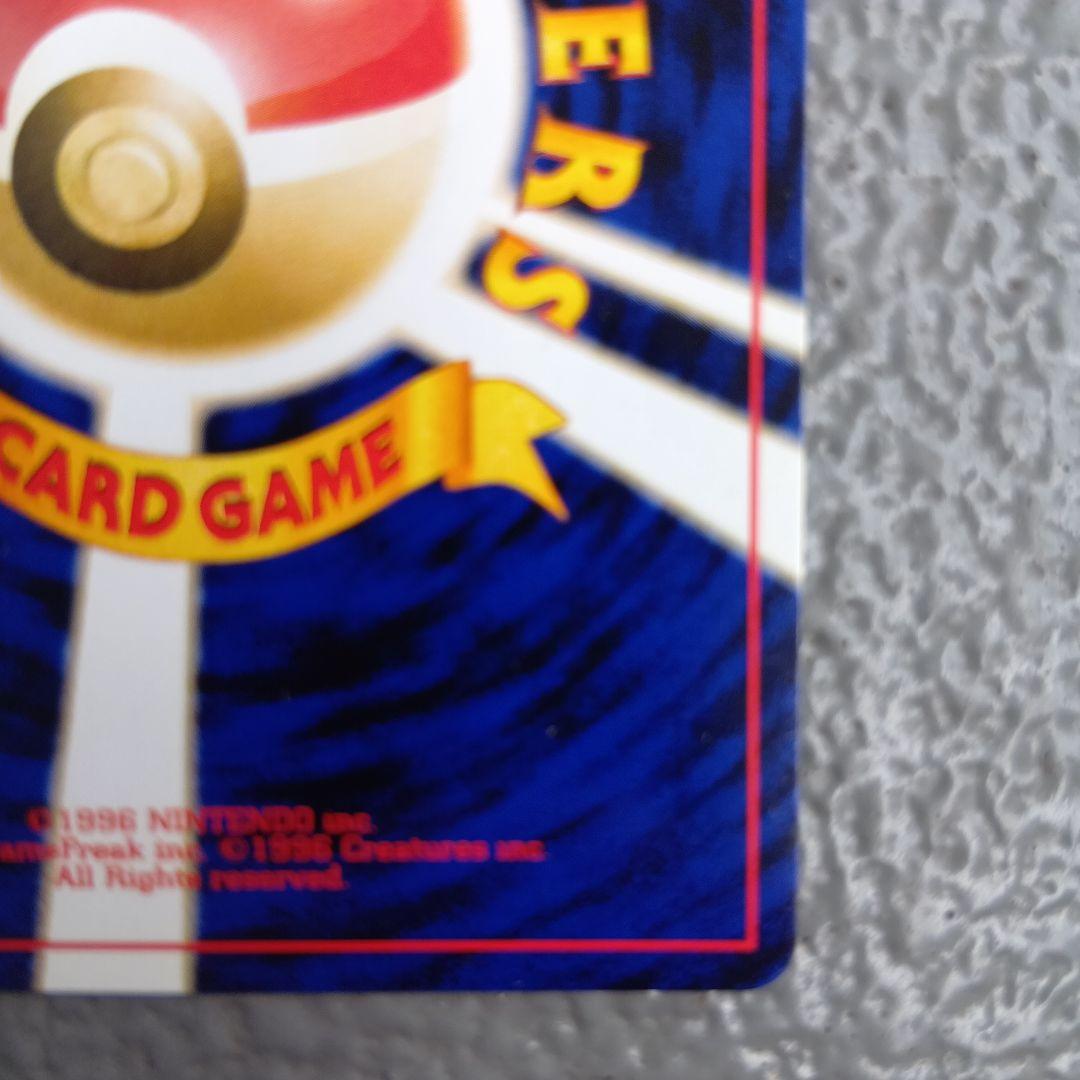 ERS
CARD GAME
©1996 NINTENDO inc.
ameFreak inc. ©1996 Creatures inc.
All Rights reserved.